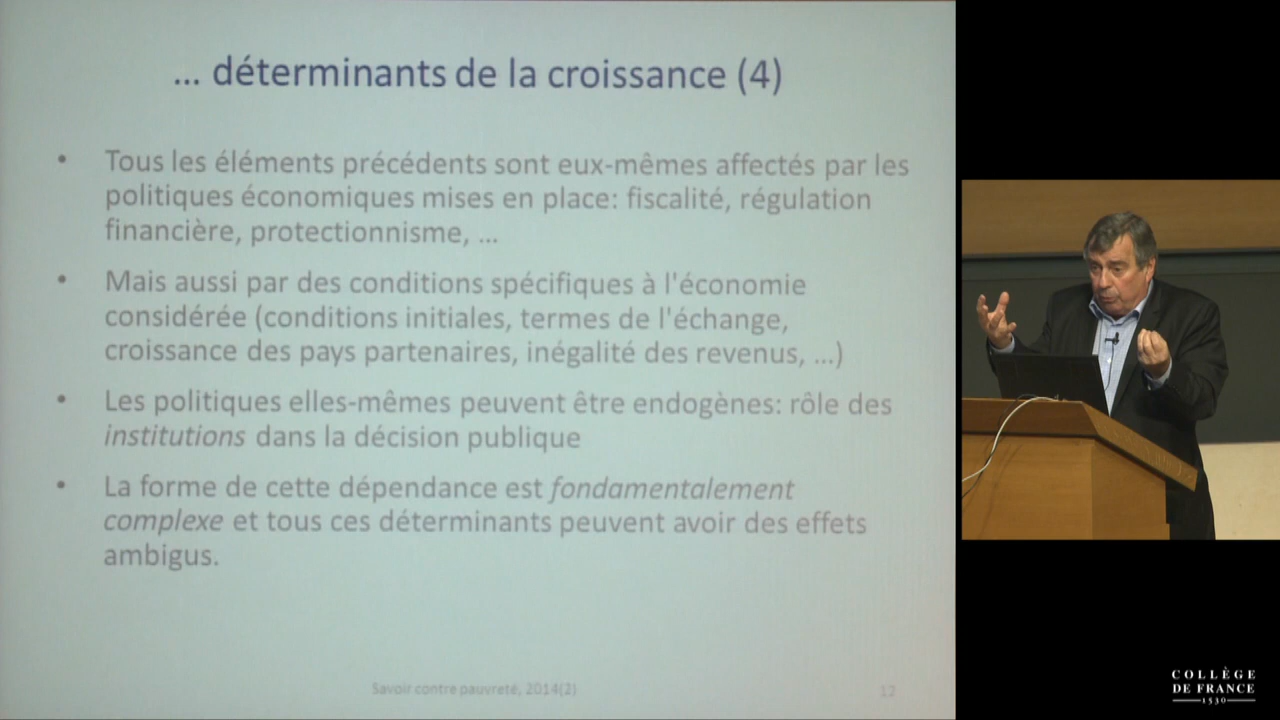 ... déterminants de la croissance (4)
• Tous les éléments précédents sont eux-mêmes affectés par les
politiques économiques mises en place: fiscalité, régulation
financière, protectionnisme, ...
• Mais aussi par des conditions spécifiques à l'économie
considérée (conditions initiales, termes de l'échange,
croissance des pays partenaires, inégalité des revenus, ...)
• Les politiques elles-mêmes peuvent être endogènes: rôle des
institutions dans la décision publique
• La forme de cette dépendance est fondamentalement
complexe et tous ces déterminants peuvent avoir des effets
ambigus.
Savoir contre pauvreté, 2014(2)
12
COLLÈGE
DE FRANCE
1530